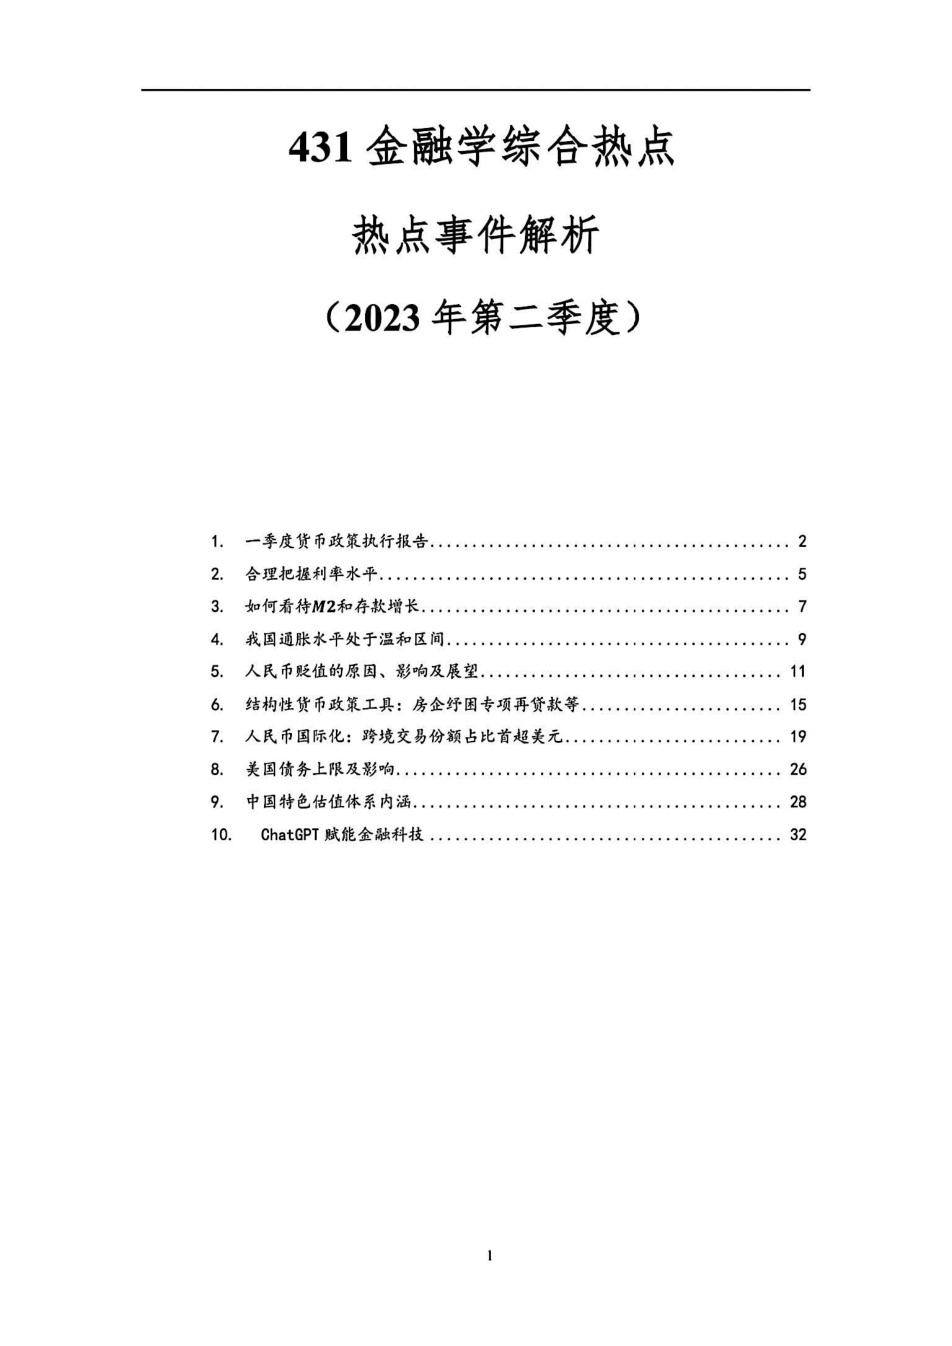 431 金融学综合热点
热点事件解析
（2023 年第二季度）
1. 一季度货币政策执行报告........................................... 2
2. 合理把握利率水平................................................. 5
3. 如何看待M2和存款增长............................................ 7
4. 我国通胀水平处于温和区间......................................... 9
5. 人民币贬值的原因、影响及展望.................................... 11
6. 结构性货币政策工具：房企纾困专项再贷款等........................ 15
7. 人民币国际化：跨境交易份额占比首超美元.......................... 19
8. 美国债务上限及影响.............................................. 26
9. 中国特色估值体系内涵............................................ 28
10. ChatGPT 赋能金融科技 .......................................... 32
1